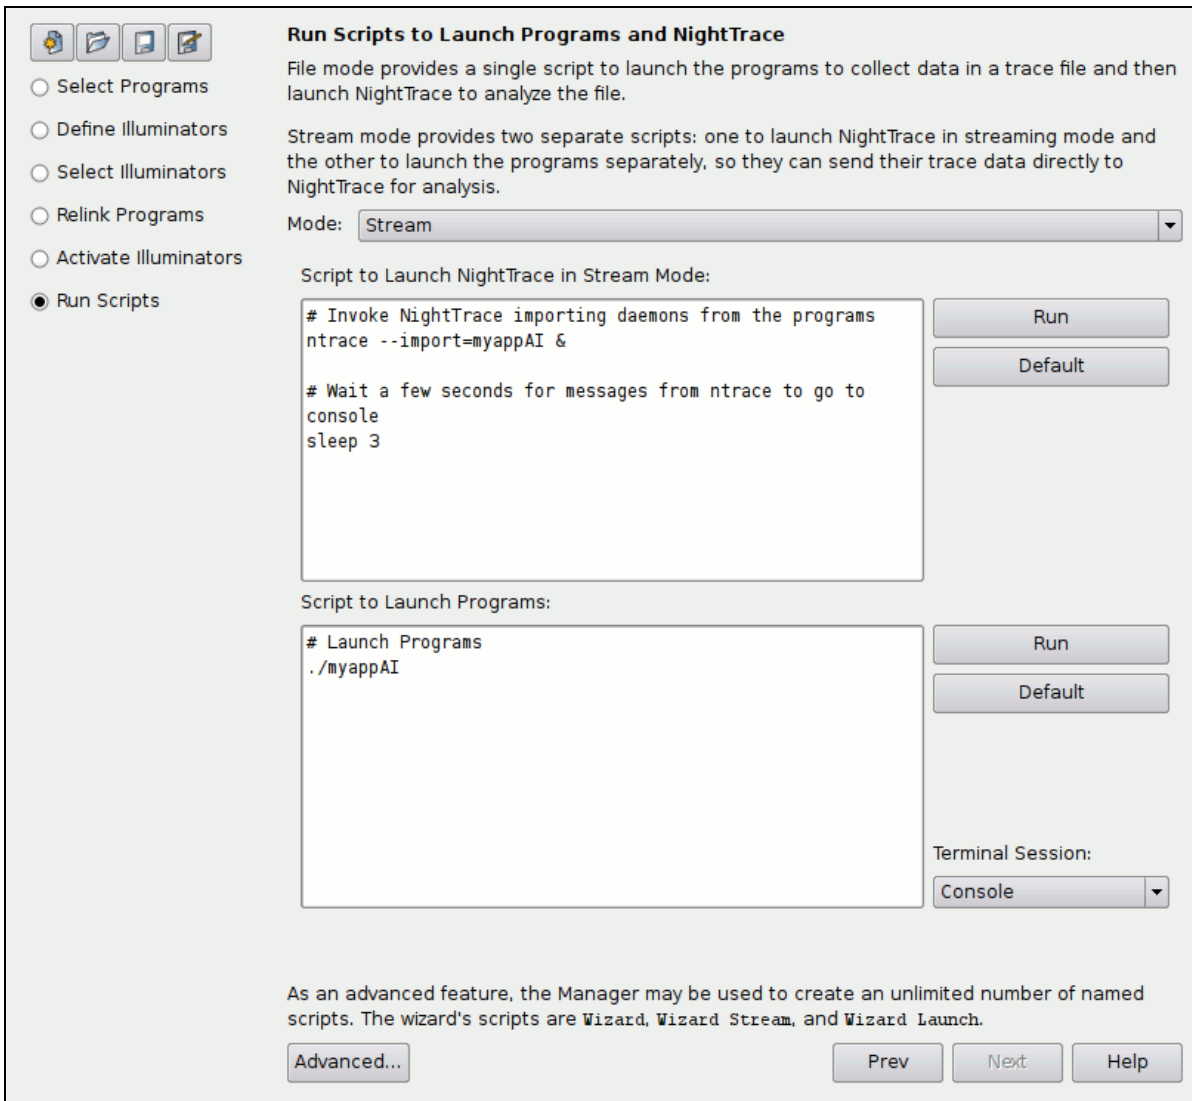 Select Programs
Define Illuminators
Select Illuminators
Relink Programs
Activate Illuminators
Run Scripts
Run Scripts to Launch Programs and NightTrace
File mode provides a single script to launch the programs to collect data in a trace file and then
launch NightTrace to analyze the file.
Stream mode provides two separate scripts: one to launch NightTrace in streaming mode and
the other to launch the programs separately, so they can send their trace data directly to
NightTrace for analysis.
Mode: Stream
Script to Launch NightTrace in Stream Mode:
# Invoke NightTrace importing daemons from the programs
ntrace --import=myappAI &
# Wait a few seconds for messages from ntrace to go to
console
sleep 3
Run
Default
Script to Launch Programs:
# Launch Programs
./myappAI
Run
Default
Terminal Session:
Console
As an advanced feature, the Manager may be used to create an unlimited number of named
scripts. The wizard's scripts are Wizard, Wizard Stream, and Wizard Launch.
Advanced... Prev Next Help